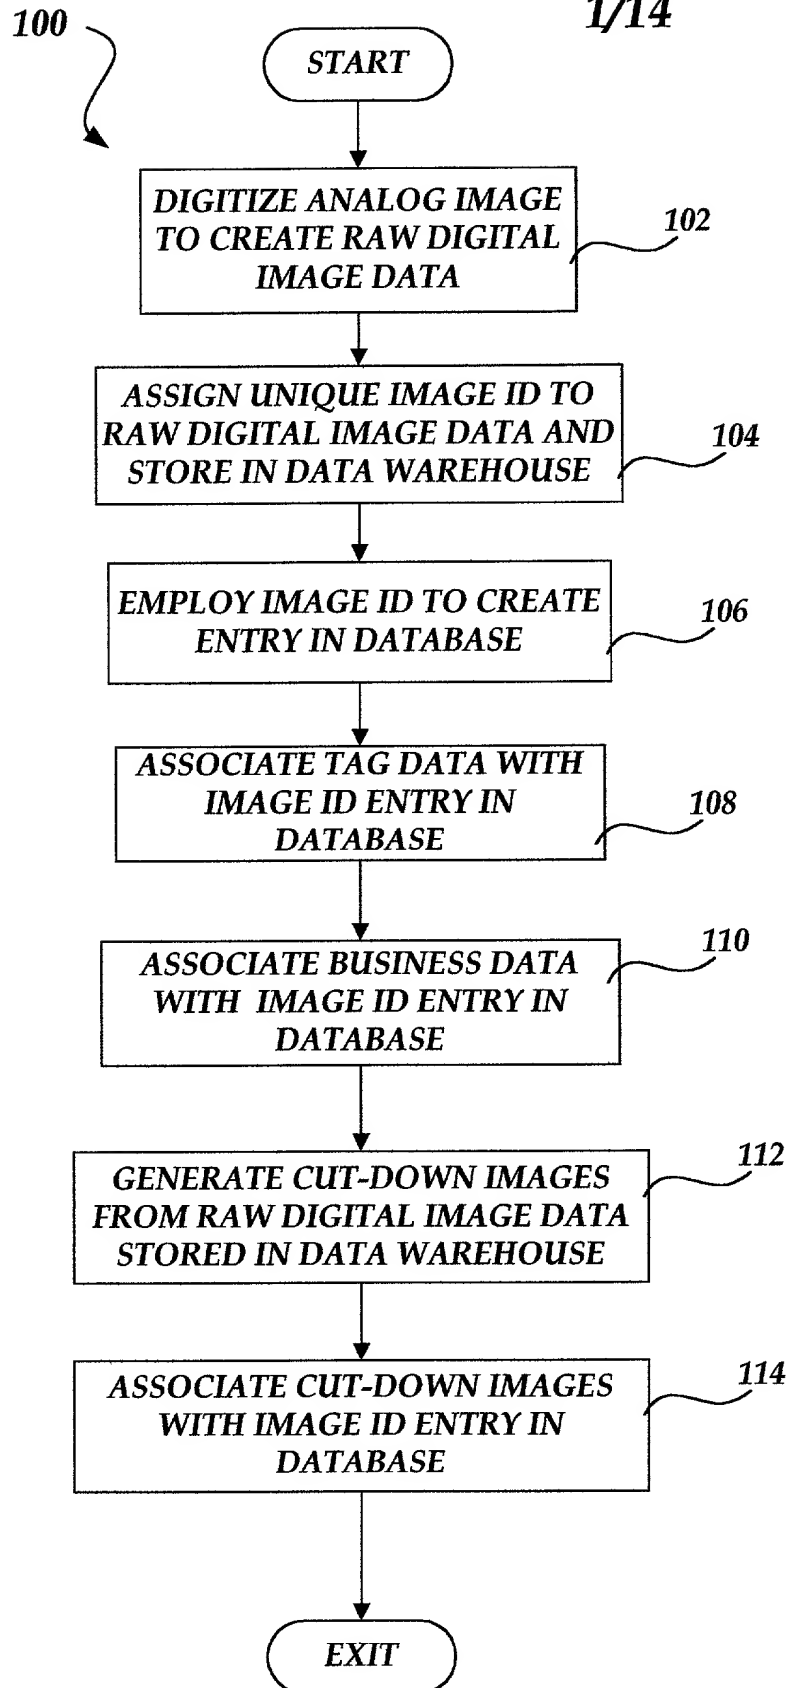 100
1/14
START
DIGITIZE ANALOG IMAGE
TO CREATE RAW DIGITAL
IMAGE DATA
102
ASSIGN UNIQUE IMAGE ID TO
RAW DIGITAL IMAGE DATA AND
STORE IN DATA WAREHOUSE
104
EMPLOY IMAGE ID TO CREATE
ENTRY IN DATABASE
106
ASSOCIATE TAG DATA WITH
IMAGE ID ENTRY IN
DATABASE
108
ASSOCIATE BUSINESS DATA
WITH IMAGE ID ENTRY IN
DATABASE
110
GENERATE CUT-DOWN IMAGES
FROM RAW DIGITAL IMAGE DATA
STORED IN DATA WAREHOUSE
112
ASSOCIATE CUT-DOWN IMAGES
WITH IMAGE ID ENTRY IN
DATABASE
114
EXIT